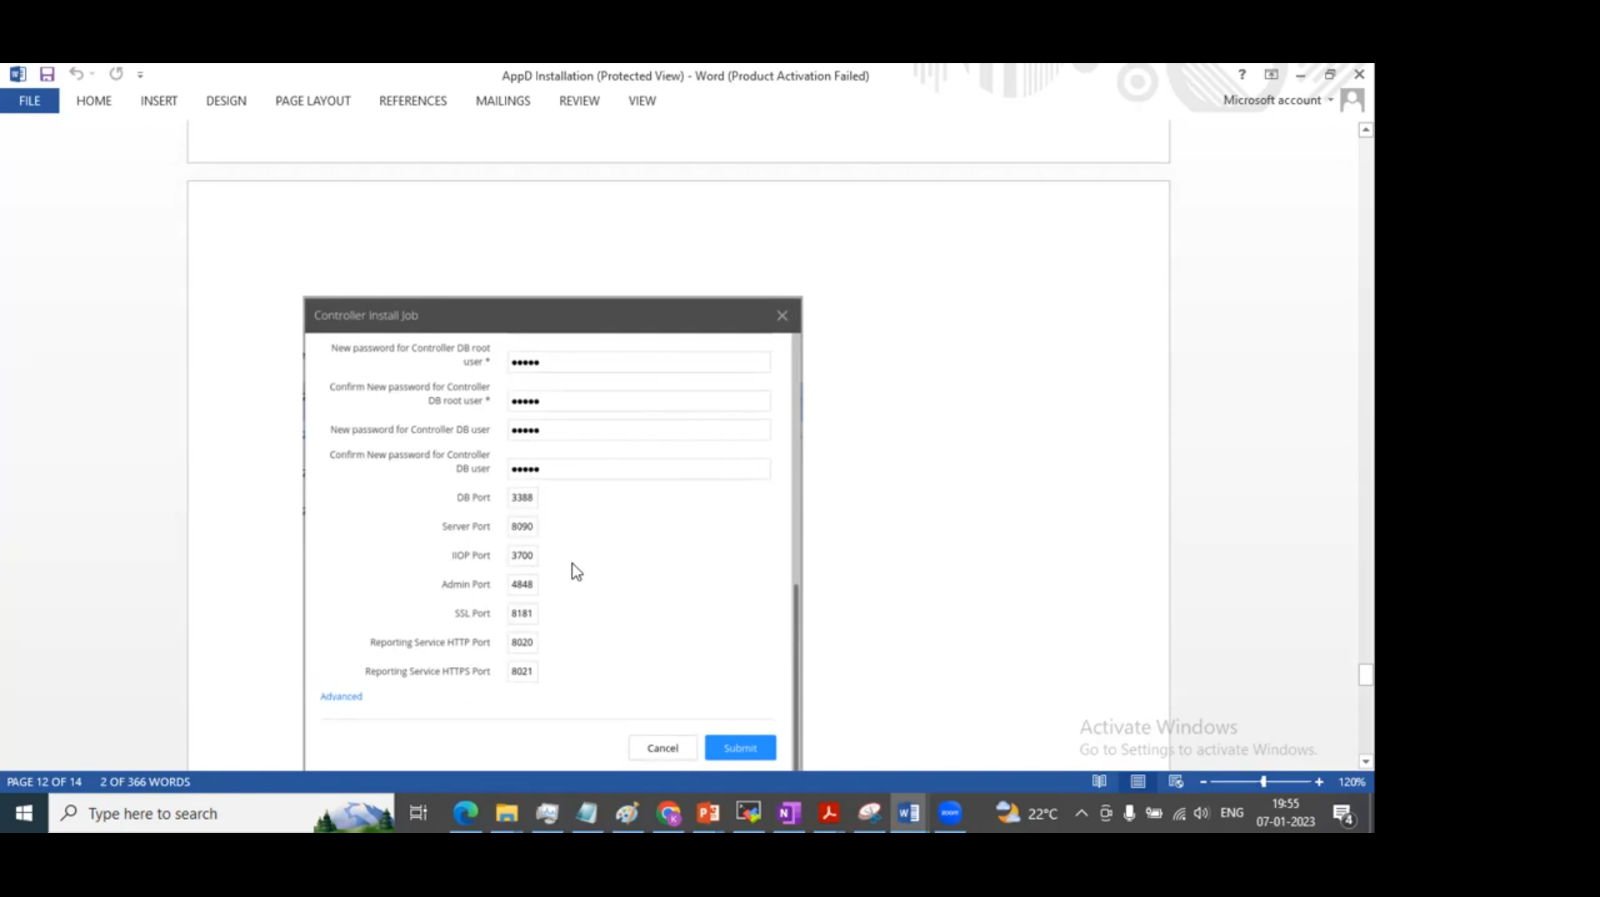 AppD Installation (Protected View) - Word (Product Activation Failed)
?
FILE HOME INSERT DESIGN PAGE LAYOUT REFERENCES MAILINGS REVIEW VIEW
Microsoft account
Controller Install Job
New password for Controller DB root
user *
•••••
Confirm New password for Controller
DB root user *
•••••
New password for Controller DB user
•••••
Confirm New password for Controller
DB user
•••••
DB Port 3388
Server Port 8090
IIOP Port 3700
Admin Port 4848
SSL Port 8181
Reporting Service HTTP Port 8020
Reporting Service HTTPS Port 8021
Advanced
Cancel Submit
Activate Windows
Go to Settings to activate Windows.
PAGE 12 OF 14 2 OF 366 WORDS
120%
Type here to search
zoom
22°C
ENG
19:55
07-01-2023
4